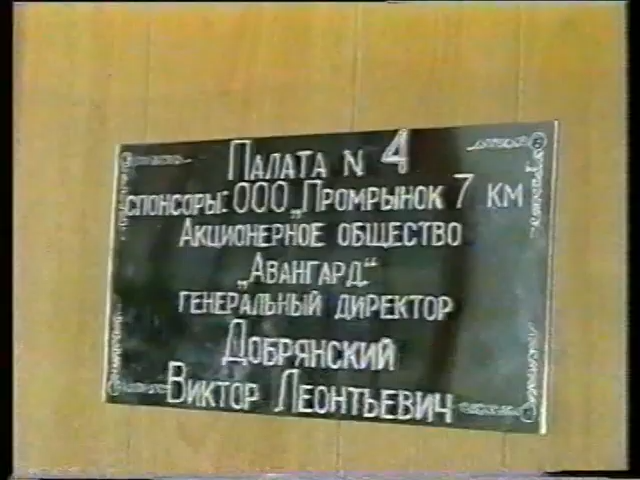 Палата N 4
спонсоры: ООО „Промрынок 7 км
Акционерное общество
„Авангард“
генеральный директор
Добрянский
Виктор Леонтьевич